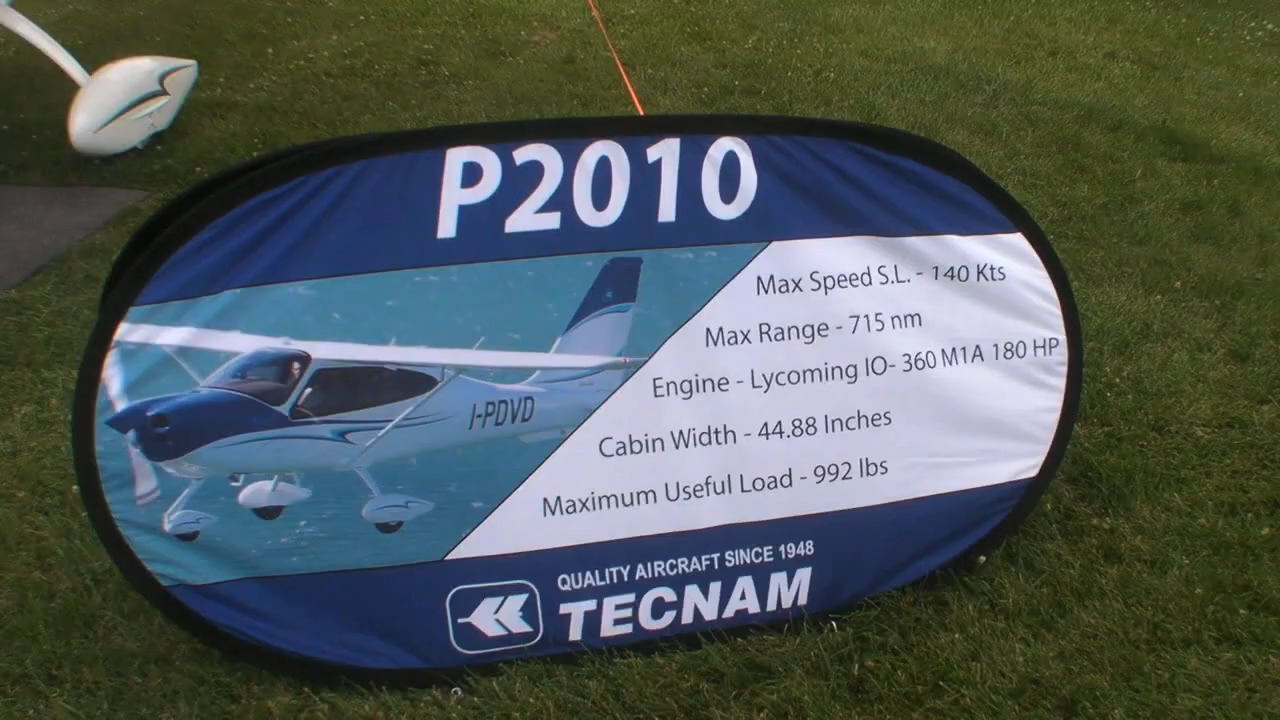 P2010
Max Speed S.L. - 140 Kts
Max Range - 715 nm
Engine - Lycoming IO- 360 M1A 180 HP
Cabin Width - 44.88 Inches
Maximum Useful Load - 992 lbs
I-PDVD
QUALITY AIRCRAFT SINCE 1948
TECNAM